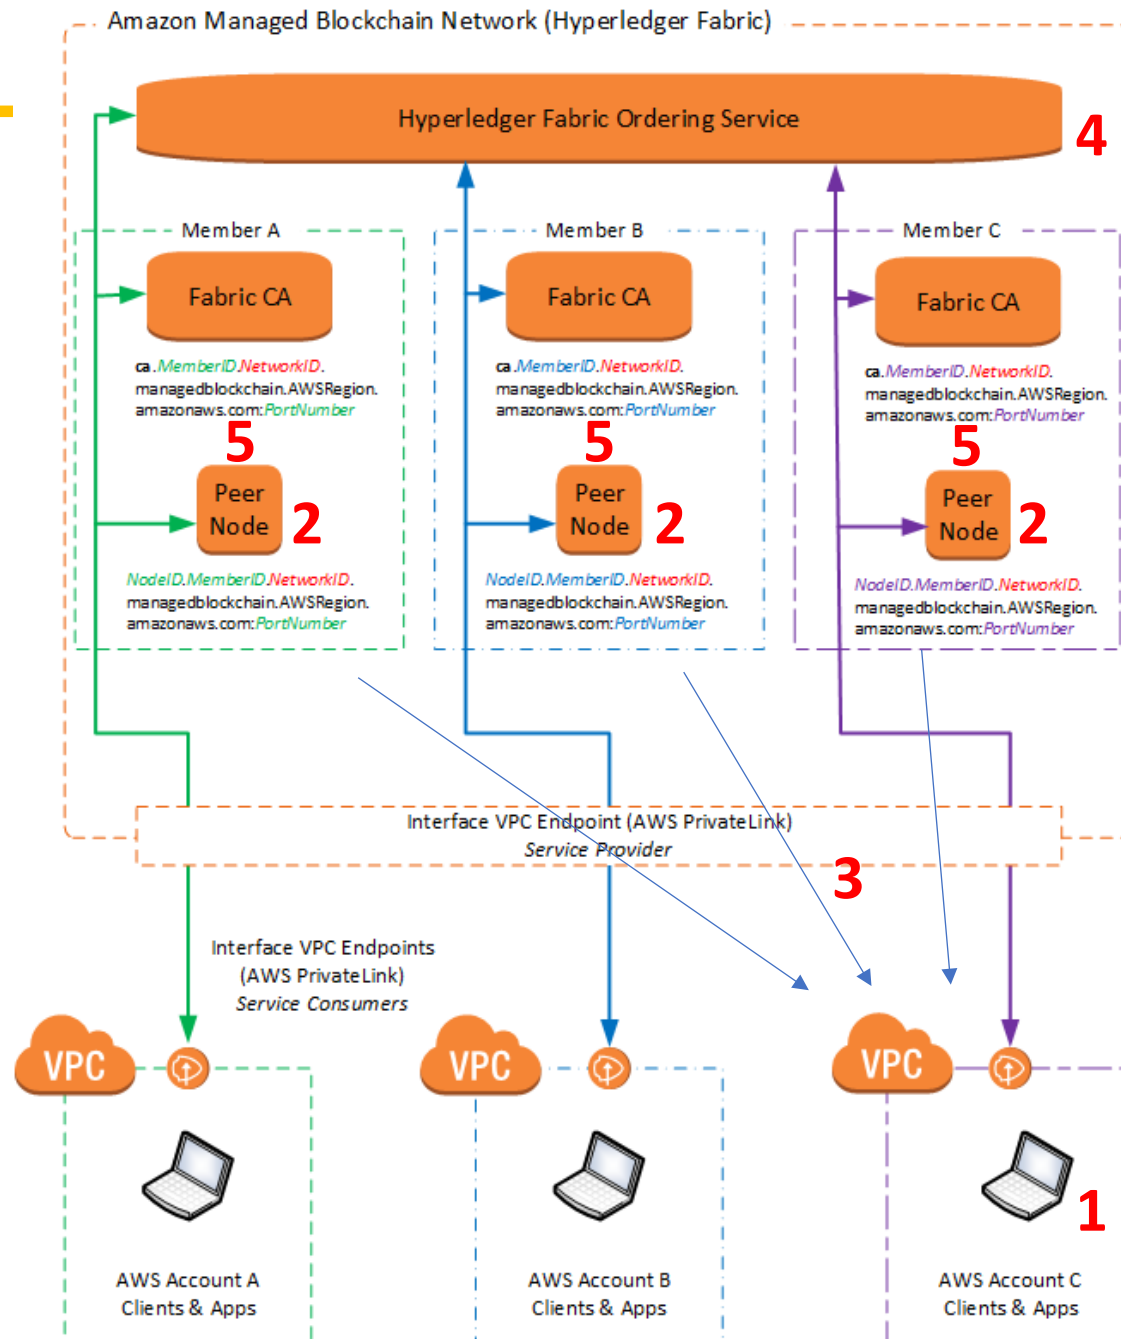 Amazon Managed Blockchain Network (Hyperledger Fabric)
Hyperledger Fabric Ordering Service
4
Member A
Fabric CA
ca.MemberID.NetworkID.
managedblockchain.AWSRegion.
amazonaws.com:PortNumber
5
Peer
Node
2
NodeID.MemberID.NetworkID.
managedblockchain.AWSRegion.
amazonaws.com:PortNumber
Member B
Fabric CA
ca.MemberID.NetworkID.
managedblockchain.AWSRegion.
amazonaws.com:PortNumber
5
Peer
Node
2
NodeID.MemberID.NetworkID.
managedblockchain.AWSRegion.
amazonaws.com:PortNumber
Member C
Fabric CA
ca.MemberID.NetworkID.
managedblockchain.AWSRegion.
amazonaws.com:PortNumber
5
Peer
Node
2
NodeID.MemberID.NetworkID.
managedblockchain.AWSRegion.
amazonaws.com:PortNumber
Interface VPC Endpoint (AWS PrivateLink)
Service Provider
3
Interface VPC Endpoints
(AWS PrivateLink)
Service Consumers
VPC
AWS Account A
Clients & Apps
VPC
AWS Account B
Clients & Apps
VPC
1
AWS Account C
Clients & Apps